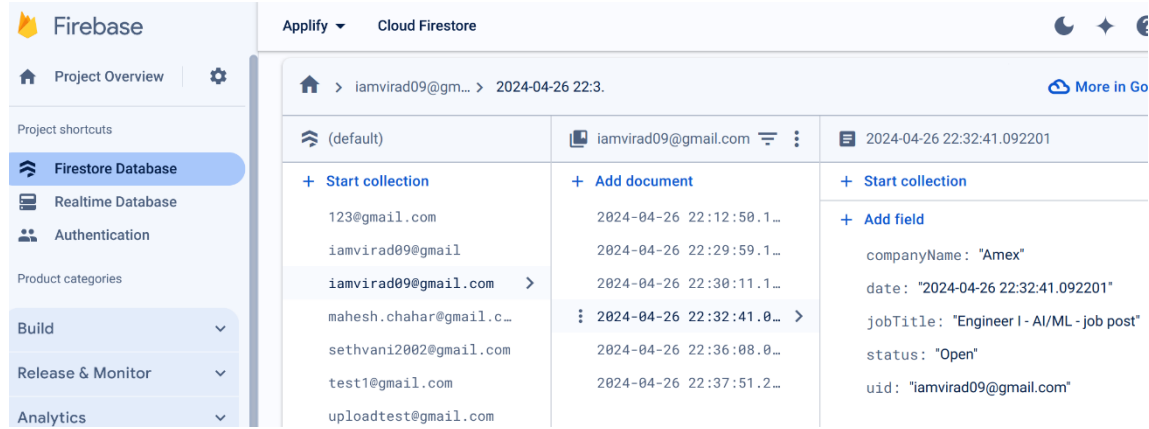 Firebase
Applify Cloud Firestore
Project Overview
iamvirad09@gm... 2024-04-26 22:3.
More in Go
Project shortcuts
(default)
iamvirad09@gmail.com
2024-04-26 22:32:41.092201
Firestore Database
Realtime Database
Authentication
Product categories
Build
Release & Monitor
Analytics
+ Start collection
123@gmail.com
iamvirad09@gmail
iamvirad09@gmail.com
mahesh.chahar@gmail.c…
sethvani2002@gmail.com
test1@gmail.com
uploadtest@gmail.com
+ Add document
2024-04-26 22:12:50.1…
2024-04-26 22:29:59.1…
2024-04-26 22:30:11.1…
2024-04-26 22:32:41.0…
2024-04-26 22:36:08.0…
2024-04-26 22:37:51.2…
+ Start collection
+ Add field
companyName: "Amex"
date: "2024-04-26 22:32:41.092201"
jobTitle: "Engineer I - AI/ML - job post"
status: "Open"
uid: "iamvirad09@gmail.com"